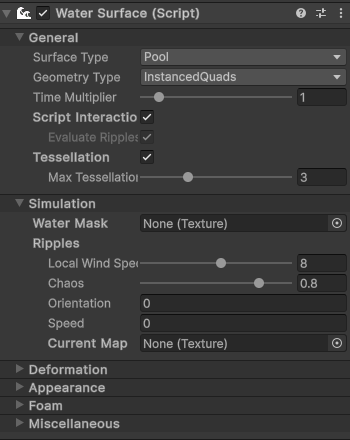 Water Surface (Script)
General
Surface Type Pool
Geometry Type InstancedQuads
Time Multiplier 1
Script Interactio
Evaluate Ripples
Tessellation
Max Tessellation 3
Simulation
Water Mask None (Texture)
Ripples
Local Wind Spe 8
Chaos 0.8
Orientation 0
Speed 0
Current Map None (Texture)
Deformation
Appearance
Foam
Miscellaneous